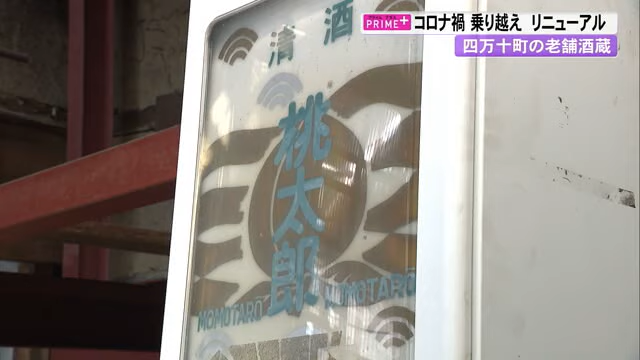 PRIME+
コロナ禍 乗り越え リニューアル
四万十町の老舗酒蔵
清酒
桃太郎
MOMOTARO MOMOTARO